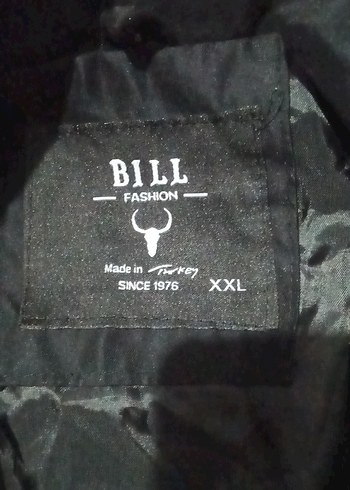 BILL
FASHION
Made in Turkey
SINCE 1976 XXL